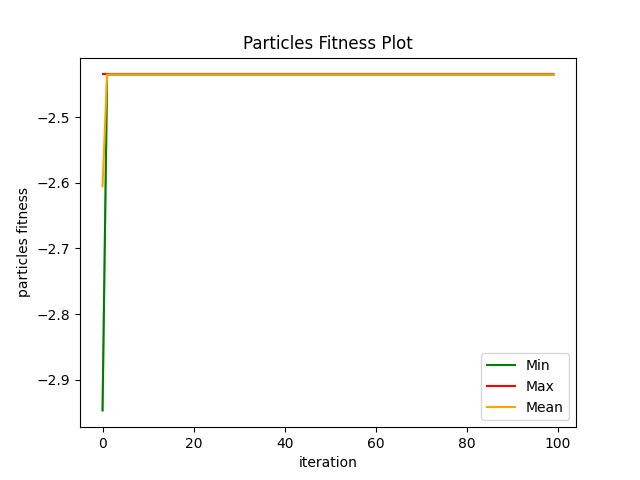 Particles Fitness Plot
particles fitness
−2.5
−2.6
−2.7
−2.8
−2.9
0 20 40 60 80 100
iteration
Min
Max
Mean